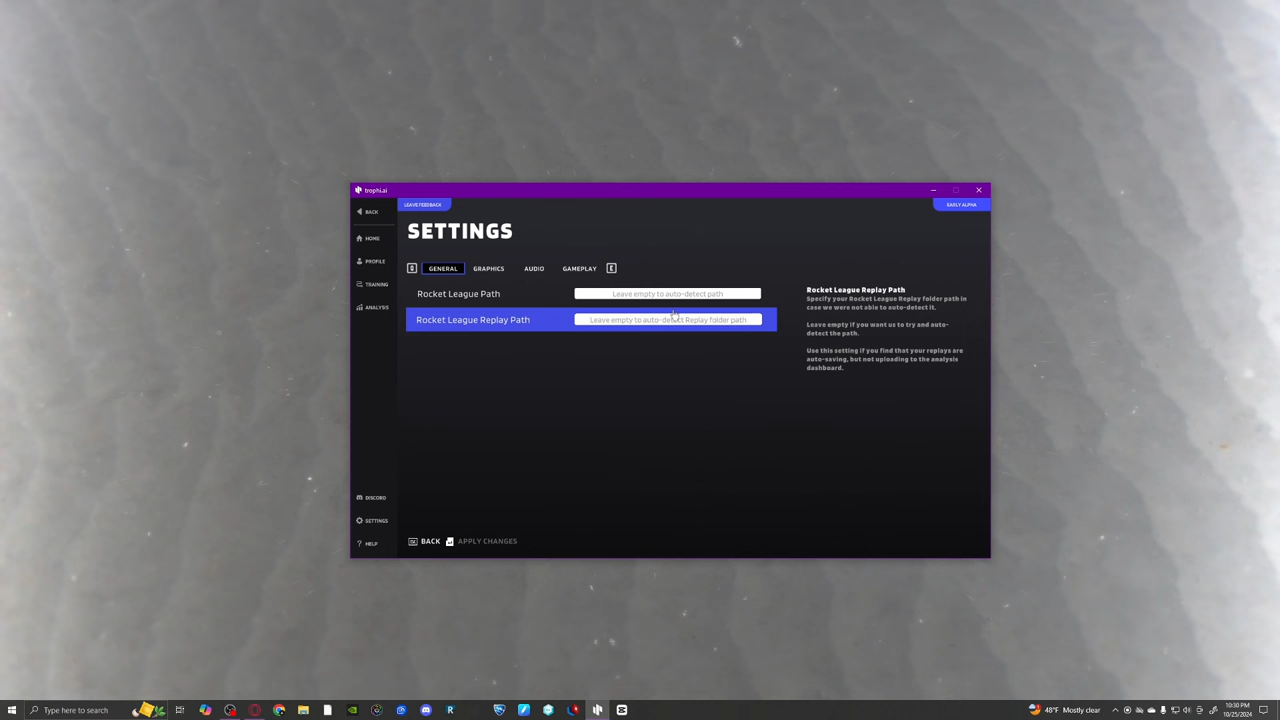 trophi.ai
BACK
LEAVE FEEDBACK
EARLY ALPHA
SETTINGS
HOME
PROFILE
TRAINING
ANALYSIS
GENERAL GRAPHICS AUDIO GAMEPLAY E
Rocket League Path Leave empty to auto-detect path
Rocket League Replay Path Leave empty to auto-detect Replay folder path
Rocket League Replay Path
Specify your Rocket League Replay folder path in
case we were not able to auto-detect it.
Leave empty if you want us to try and auto-
detect the path.
Use this setting if you find that your replays are
auto-saving, but not uploading to the analysis
dashboard.
DISCORD
SETTINGS
? HELP
BACK APPLY CHANGES
Type here to search
48°F Mostly clear
10:30 PM
10/25/2024